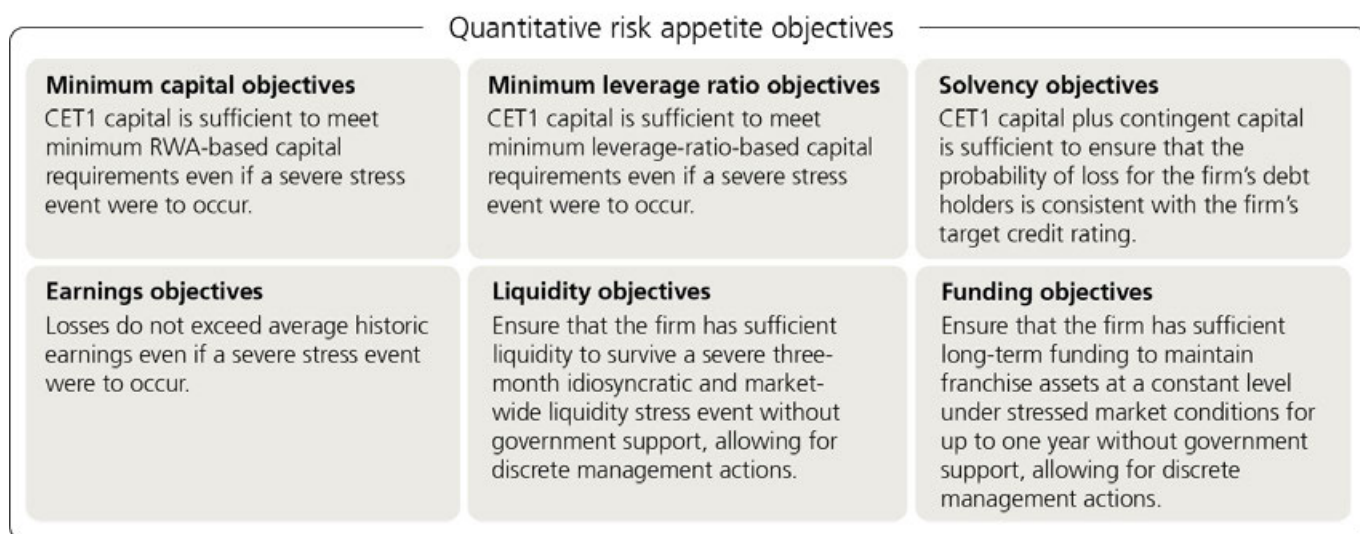 Quantitative risk appetite objectives
Minimum capital objectives
CET1 capital is sufficient to meet
minimum RWA-based capital
requirements even if a severe stress
event were to occur.
Minimum leverage ratio objectives
CET1 capital is sufficient to meet
minimum leverage-ratio-based capital
requirements even if a severe stress
event were to occur.
Solvency objectives
CET1 capital plus contingent capital
is sufficient to ensure that the
probability of loss for the firm’s debt
holders is consistent with the firm’s
target credit rating.
Earnings objectives
Losses do not exceed average historic
earnings even if a severe stress event
were to occur.
Liquidity objectives
Ensure that the firm has sufficient
liquidity to survive a severe three-
month idiosyncratic and market-
wide liquidity stress event without
government support, allowing for
discrete management actions.
Funding objectives
Ensure that the firm has sufficient
long-term funding to maintain
franchise assets at a constant level
under stressed market conditions for
up to one year without government
support, allowing for discrete
management actions.